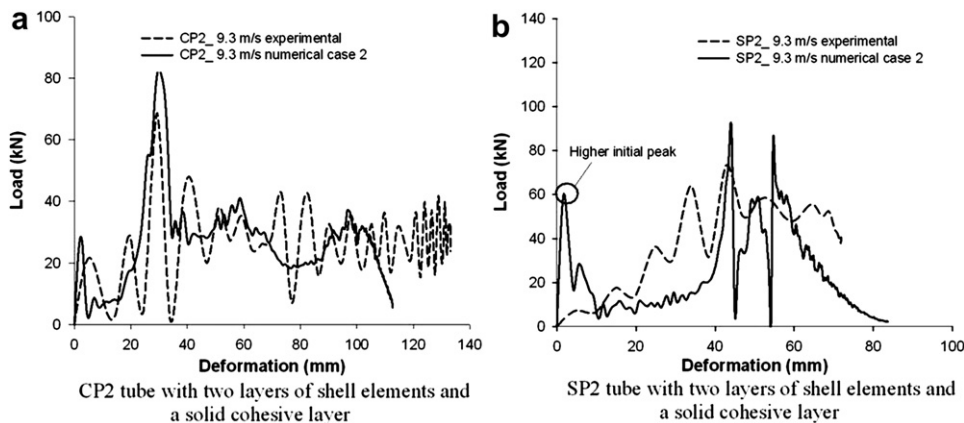 a
CP2_ 9.3 m/s experimental
CP2_ 9.3 m/s numerical case 2
Load (kN)
100
80
60
40
20
0
0 20 40 60 80 100 120 140
Deformation (mm)
CP2 tube with two layers of shell elements and
a solid cohesive layer
b
SP2_ 9.3 m/s experimental
SP2_ 9.3 m/s numerical case 2
Higher initial peak
Load (kN)
140
120
100
80
60
40
20
0
0 20 40 60 80 100
Deformation (mm)
SP2 tube with two layers of shell elements and
a solid cohesive layer